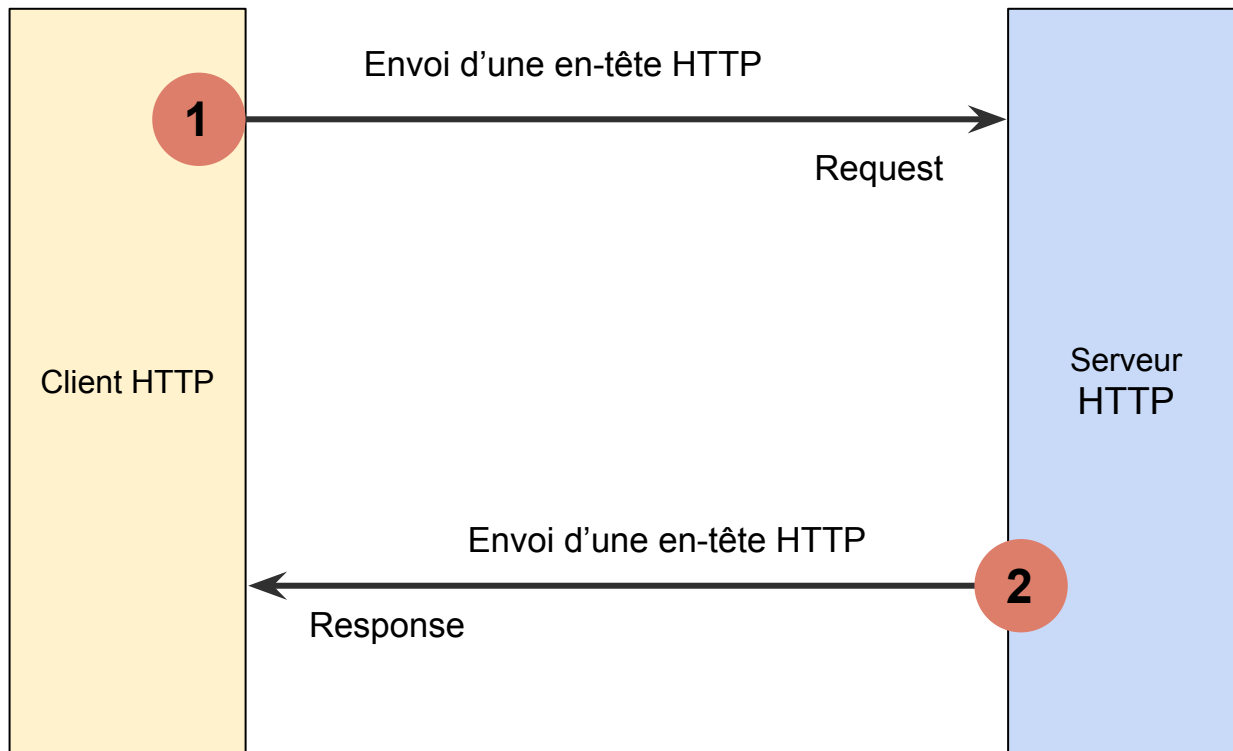 Envoi d’une en-tête HTTP
1
Request
Client HTTP
Serveur
HTTP
Envoi d’une en-tête HTTP
2
Response